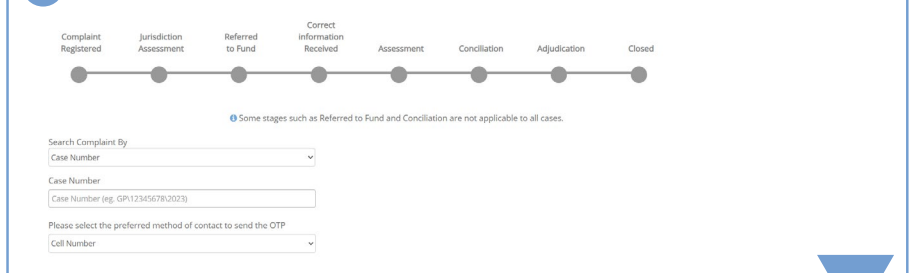 Complaint Registered
Jurisdiction Assessment
Referred to Fund
Correct information Received
Assessment
Conciliation
Adjudication
Closed
Some stages such as Referred to Fund and Conciliation are not applicable to all cases.
Search Complaint By
Case Number
Case Number
Case Number (eg. GP\12345678\2023)
Please select the preferred method of contact to send the OTP
Cell Number